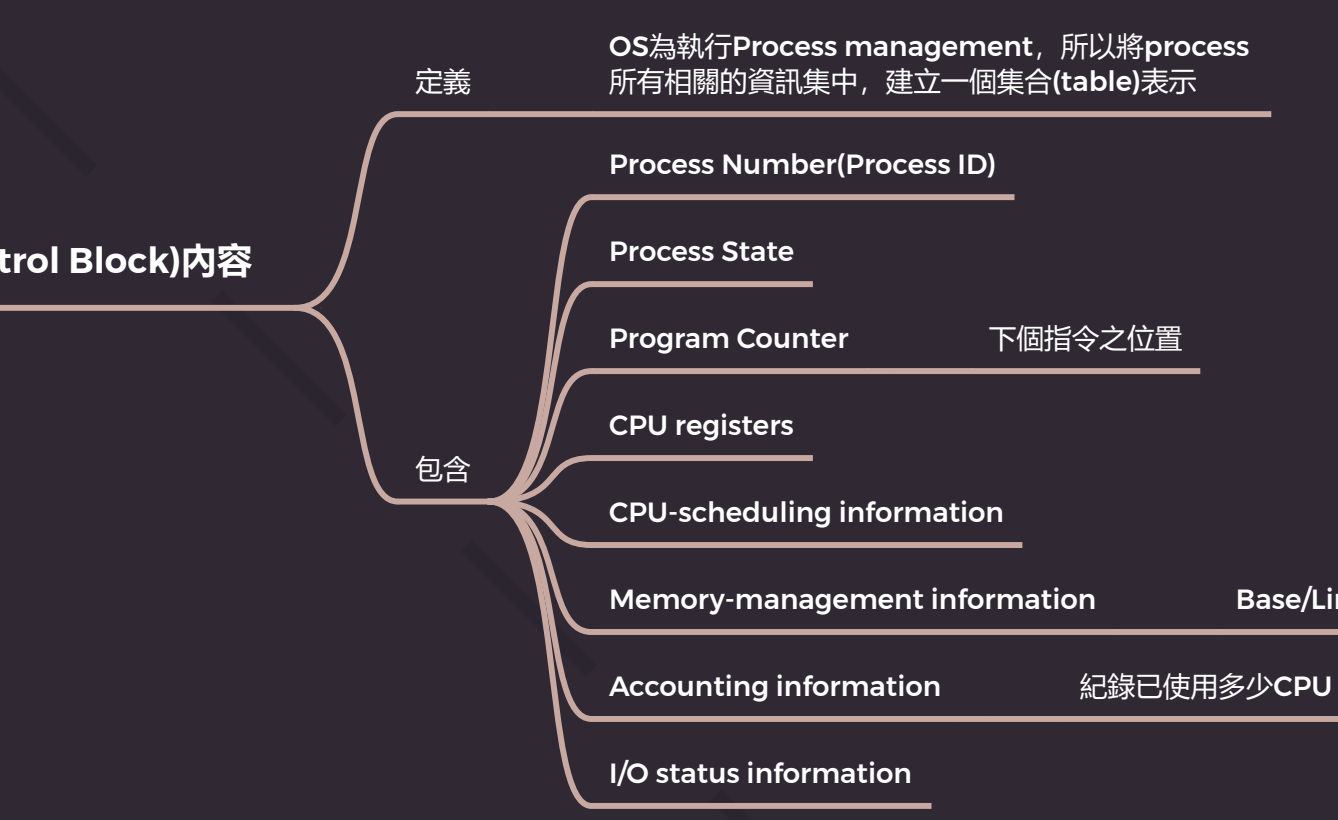 OS為執行Process management，所以將process
定義
所有相關的資訊集中，建立一個集合(table)表示
Process Number(Process ID)
Process State
Block)內容
Program Counter 下個指令之位置
CPU registers
包含
CPU-scheduling information
Memory-management information
Accounting information 紀錄已使用多少CPU
I/O status information